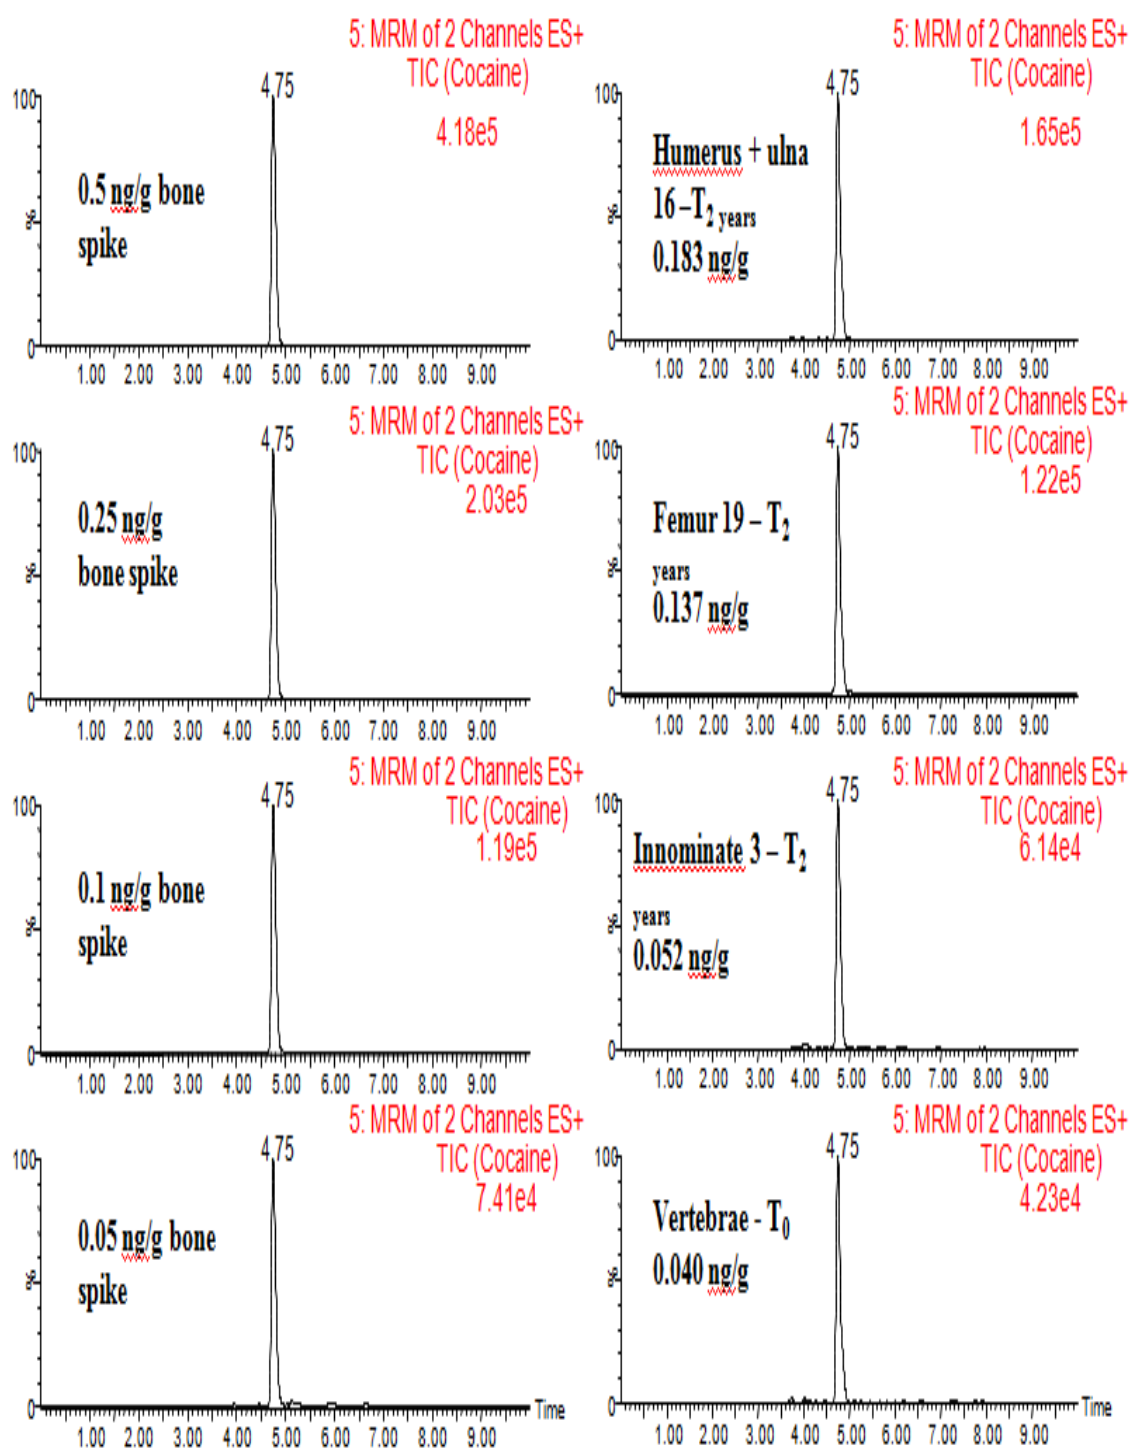 5: MRM of 2 Channels ES+
TIC (Cocaine)
4.18e5
4.75
100
%
0
0.5 ng/g bone
spike
1.00 2.00 3.00 4.00 5.00 6.00 7.00 8.00 9.00
5: MRM of 2 Channels ES+
TIC (Cocaine)
1.65e5
4.75
100
%
0
Humerus + ulna
16 –T2 years
0.183 ng/g
1.00 2.00 3.00 4.00 5.00 6.00 7.00 8.00 9.00
5: MRM of 2 Channels ES+
TIC (Cocaine)
2.03e5
4.75
100
%
0
0.25 ng/g
bone spike
1.00 2.00 3.00 4.00 5.00 6.00 7.00 8.00 9.00
5: MRM of 2 Channels ES+
TIC (Cocaine)
1.22e5
4.75
100
%
0
Femur 19 – T2
years
0.137 ng/g
1.00 2.00 3.00 4.00 5.00 6.00 7.00 8.00 9.00
5: MRM of 2 Channels ES+
TIC (Cocaine)
1.19e5
4.75
100
%
0
0.1 ng/g bone
spike
1.00 2.00 3.00 4.00 5.00 6.00 7.00 8.00 9.00
5: MRM of 2 Channels ES+
TIC (Cocaine)
6.14e4
4.75
100
%
0
Innominate 3 – T2
years
0.052 ng/g
1.00 2.00 3.00 4.00 5.00 6.00 7.00 8.00 9.00
5: MRM of 2 Channels ES+
TIC (Cocaine)
7.41e4
4.75
100
%
0
0.05 ng/g bone
spike
Time
1.00 2.00 3.00 4.00 5.00 6.00 7.00 8.00 9.00
5: MRM of 2 Channels ES+
TIC (Cocaine)
4.23e4
4.75
100
%
0
Vertebrae - T0
0.040 ng/g
Time
1.00 2.00 3.00 4.00 5.00 6.00 7.00 8.00 9.00